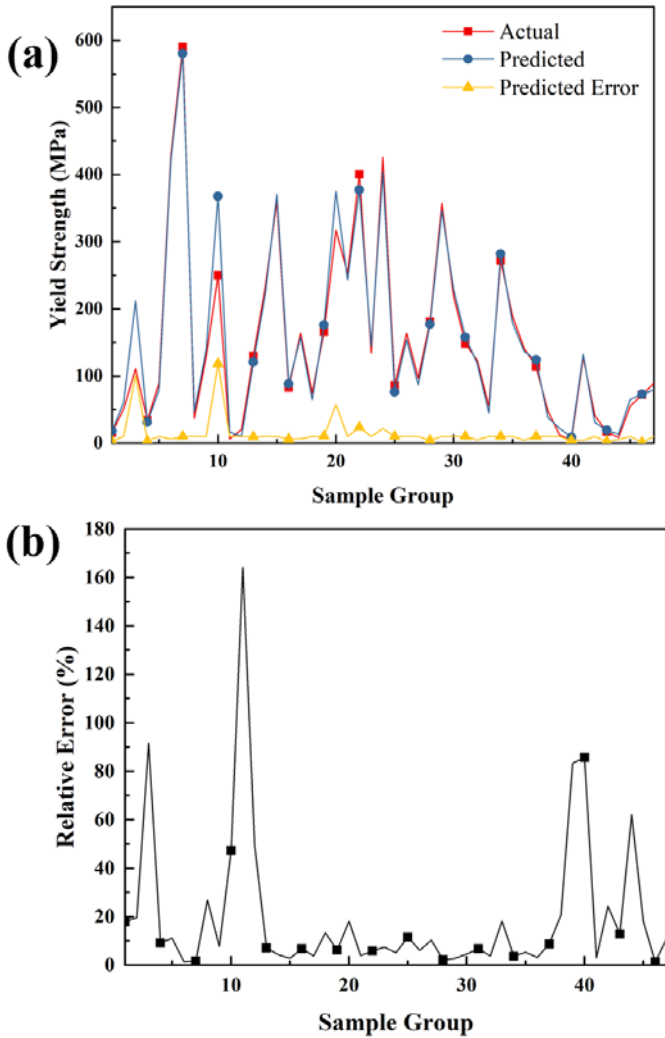 (a)
Actual
Predicted
Predicted Error
600
500
400
300
200
100
0
Yield Strength (MPa)
10
20
30
40
Sample Group
(b)
180
160
140
120
100
80
60
40
20
0
Relative Error (%)
10
20
30
40
Sample Group